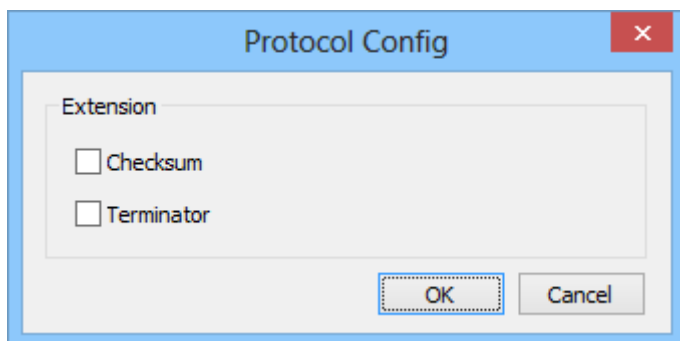 Protocol Config
Extension
Checksum
Terminator
OK Cancel